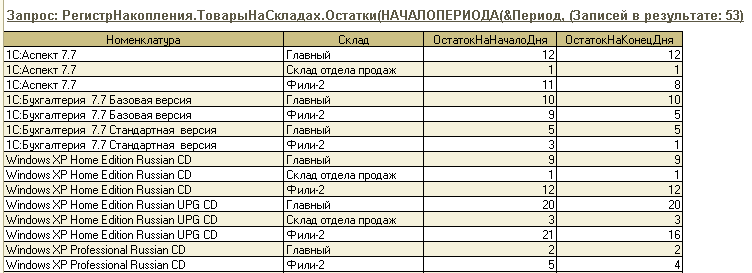 Запрос: РегистрНакопления.ТоварыНаСкладах.Остатки(НАЧАЛОПЕРИОДА(&Период, (Записей в результате: 53)
Номенклатура Склад ОстатокНаНачалоДня ОстатокНаКонецДня
1С:Аспект 7.7 Главный 12 12
1С:Аспект 7.7 Склад отдела продаж 1 1
1С:Аспект 7.7 Фили-2 11 8
1С:Бухгалтерия 7.7 Базовая версия Главный 10 10
1С:Бухгалтерия 7.7 Базовая версия Фили-2 9 5
1С:Бухгалтерия 7.7 Стандартная версия Главный 5 5
1С:Бухгалтерия 7.7 Стандартная версия Фили-2 3 1
Windows XP Home Edition Russian CD Главный 9 9
Windows XP Home Edition Russian CD Склад отдела продаж 1 1
Windows XP Home Edition Russian CD Фили-2 12 12
Windows XP Home Edition Russian UPG CD Главный 20 20
Windows XP Home Edition Russian UPG CD Склад отдела продаж 3 3
Windows XP Home Edition Russian UPG CD Фили-2 21 16
Windows XP Professional Russian CD Главный 2 2
Windows XP Professional Russian CD Фили-2 5 4